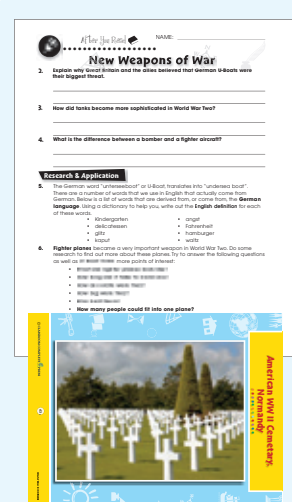 After You Read
NAME:
New Weapons of War
2. Explain why Great Britain and the allies believed that German U-Boats were
their biggest threat.
3. How did tanks become more sophisticated in World War Two?
4. What is the difference between a bomber and a fighter aircraft?
Research & Application
5. The German word "unterseeboot" or U-Boat, translates into "undersea boat".
There are a number of words that we use in English that actually come from
German. Below is a list of words that are derived from, or come from, the German
language. Using a dictionary to help you, write out the English definition for each
of these words.
• Kindergarten • angst
• delicatessen • Fahrenheit
• glitz • hamburger
• kaput • waltz
6. Fighter planes became a very important weapon in World War Two. Do some
research to find out more about these planes. Try to answer the following questions
as well as more points of interest:
• How many people could fit into one plane?
American WW II Cemetary,
Normandy